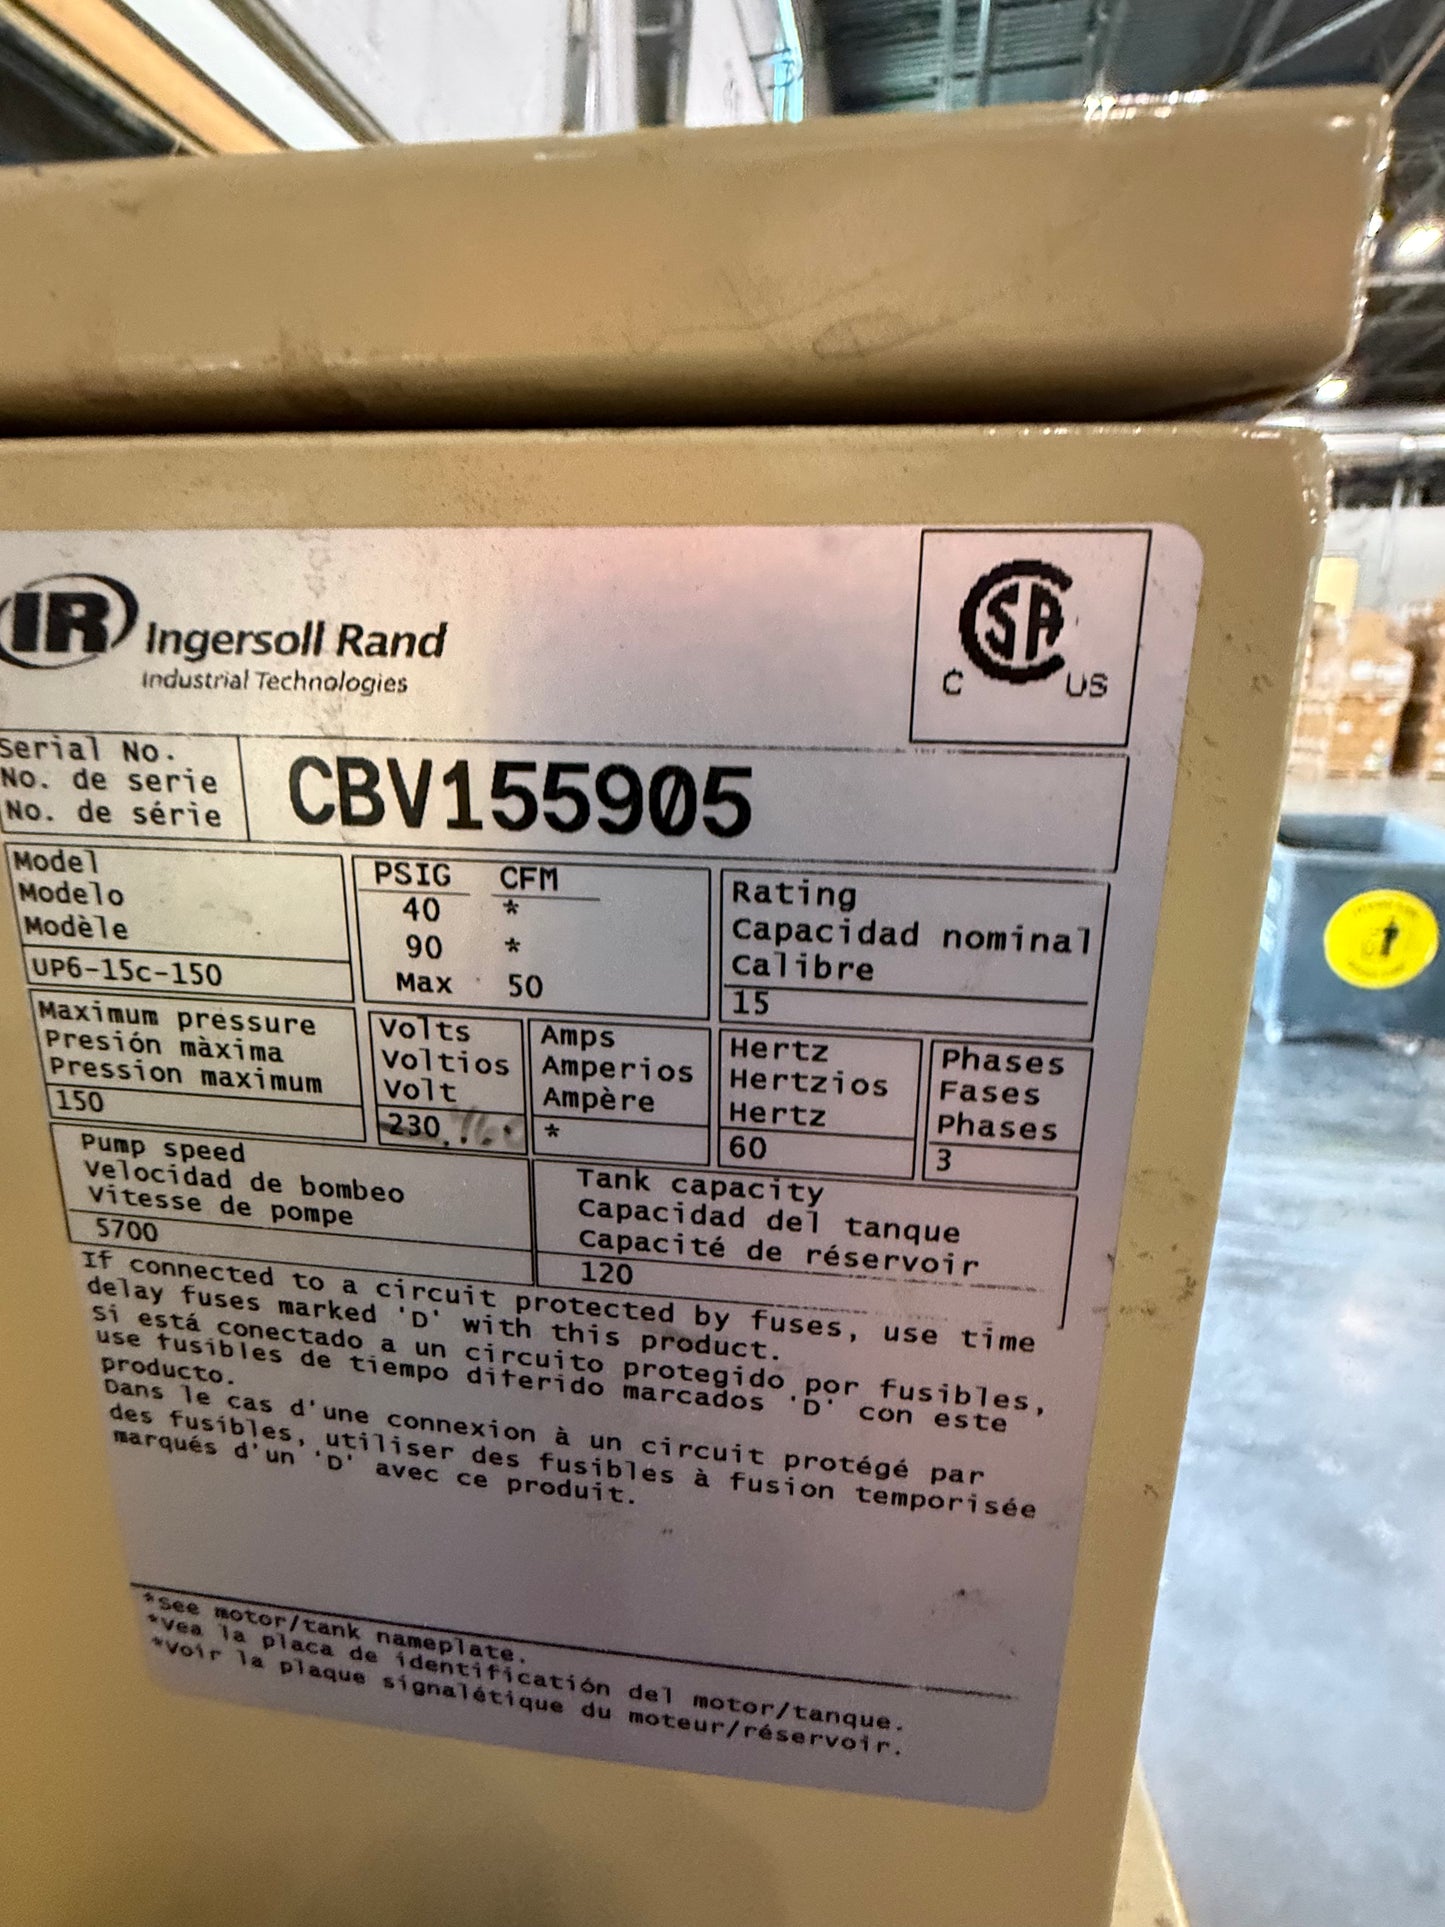 IR Ingersoll Rand
Industrial Technologies
CSA
C US
Serial No.
No. de serie
No. de série
CBV155905
Model
Modelo
Modèle
UP6-15c-150
PSIG CFM
40 *
90 *
Max 50
Rating
Capacidad nominal
Calibre
15
Maximum pressure
Presión màxima
Pression maximum
150
Volts
Voltios
Volt
230
Amps
Amperios
Ampère
*
Hertz
Hertzios
Hertz
60
Phases
Fases
Phases
3
Pump speed
Velocidad de bombeo
Vitesse de pompe
5700
Tank capacity
Capacidad del tanque
Capacité de réservoir
120
If connected to a circuit protected by fuses, use time
delay fuses marked 'D' with this product.
Si está conectado a un circuito protegido por fusibles,
use fusibles de tiempo diferido marcados 'D' con este
producto.
Dans le cas d'une connexion à un circuit protégé par
des fusibles, utiliser des fusibles à fusion temporisée
marqués d'un 'D' avec ce produit.
*See motor/tank nameplate.
*Vea la placa de identificación del motor/tanque.
*Voir la plaque signalétique du moteur/réservoir.